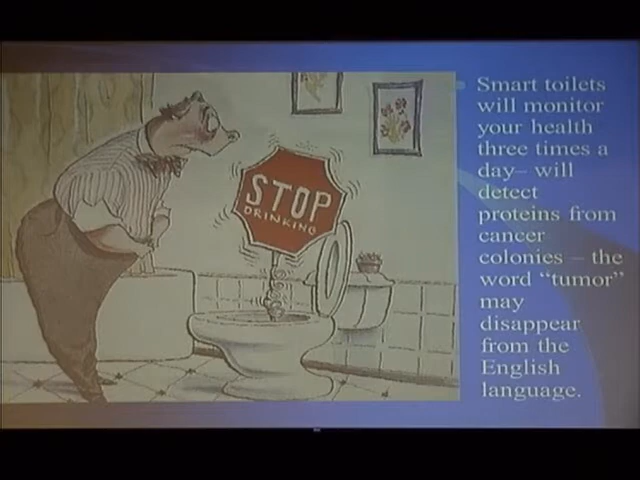 STOP
DRINKING
Smart toilets
will monitor
your health
three times a
day– will
detect
proteins from
cancer
colonies – the
word “tumor”
may
disappear
from the
English
language.